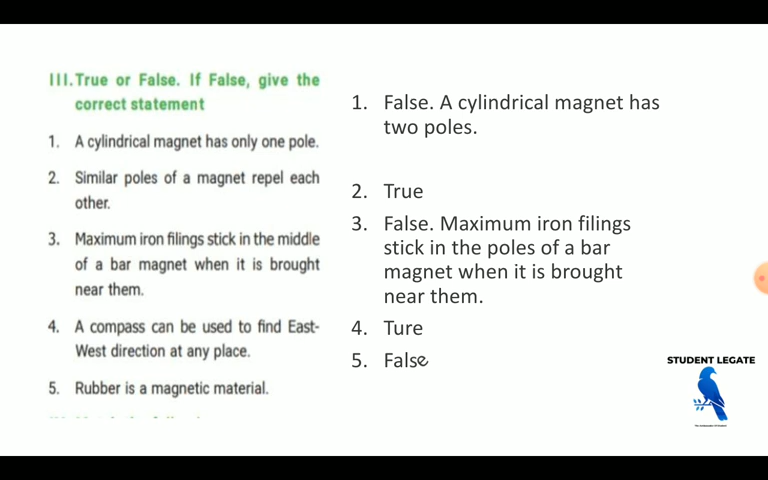 III. True or False. If False, give the
correct statement
1. A cylindrical magnet has only one pole.
2. Similar poles of a magnet repel each
other.
3. Maximum iron filings stick in the middle
of a bar magnet when it is brought
near them.
4. A compass can be used to find East-
West direction at any place.
5. Rubber is a magnetic material.
1. False. A cylindrical magnet has
two poles.
2. True
3. False. Maximum iron filings
stick in the poles of a bar
magnet when it is brought
near them.
4. Ture
5. False
STUDENT LEGATE